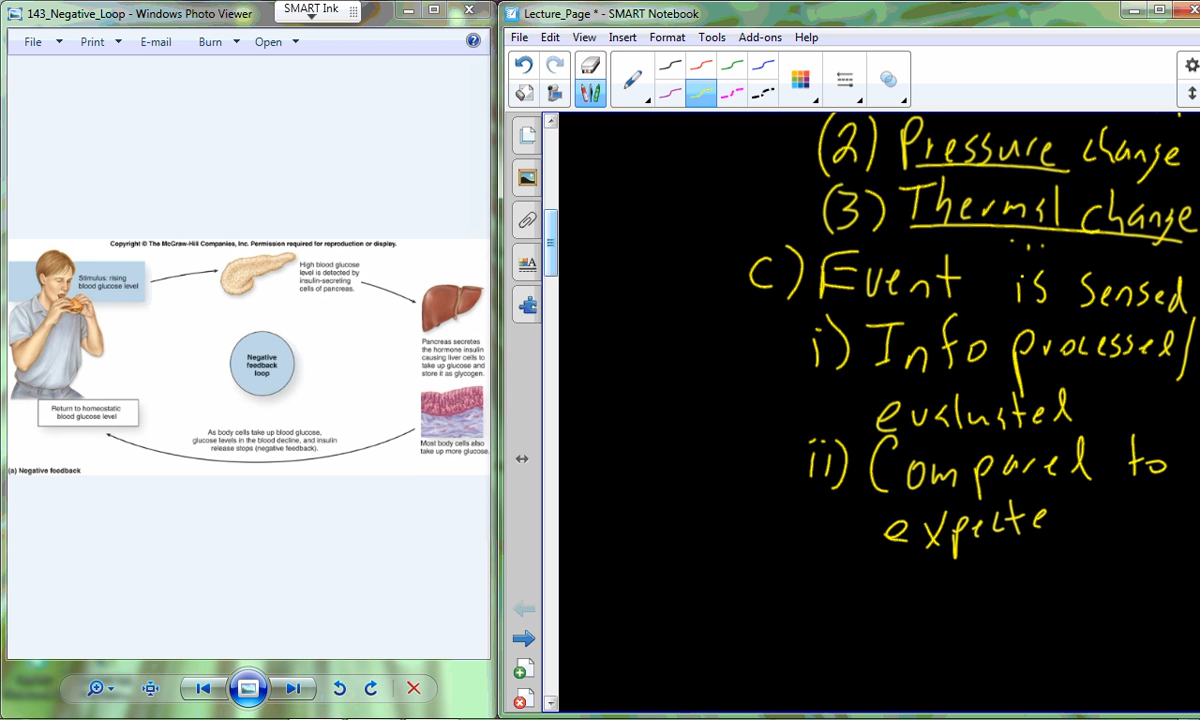 143_Negative_Loop - Windows Photo Viewer
SMART Ink
File Print E-mail Burn Open
Copyright © The McGraw-Hill Companies, Inc. Permission required for reproduction or display.
Stimulus: rising
blood glucose level
High blood glucose
level is detected by
insulin-secreting
cells of pancreas.
Negative
feedback
loop
Pancreas secretes
the hormone insulin
causing liver cells to
take up glucose and
store it as glycogen.
Return to homeostatic
blood glucose level
As body cells take up blood glucose,
glucose levels in the blood decline, and insulin
release stops (negative feedback).
Most body cells also
take up more glucose.
(a) Negative feedback
Lecture_Page * - SMART Notebook
File Edit View Insert Format Tools Add-ons Help
(2) Pressure change
(3) Thermal change
...
c) Event is sensed
i) Info processed/
evaluated
ii) Compared to
expecte